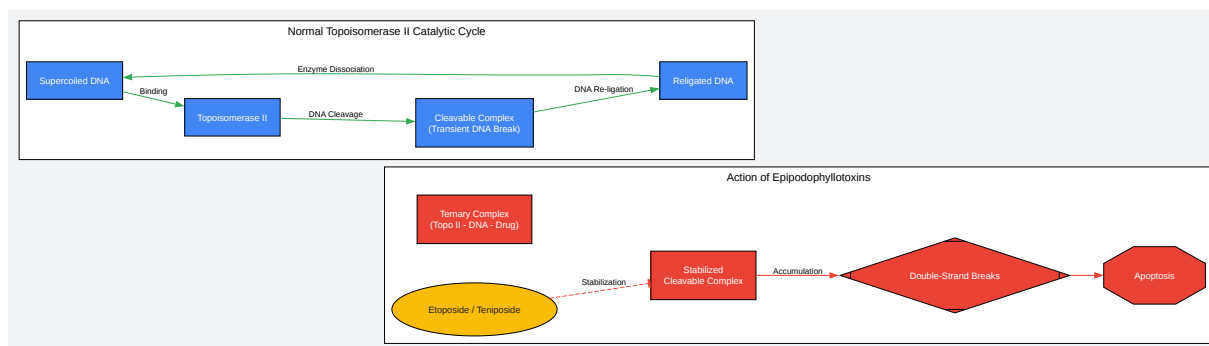 Normal Topoisomerase II Catalytic Cycle
Supercoiled DNA
Enzyme Dissociation
Religated DNA
Binding
Topoisomerase II
DNA Cleavage
Cleavable Complex
(Transient DNA Break)
DNA Re-ligation
Action of Epipodophyllotoxins
Ternary Complex
(Topo II - DNA - Drug)
Etoposide / Teniposide
Stabilization
Stabilized
Cleavable Complex
Accumulation
Double-Strand Breaks
Apoptosis